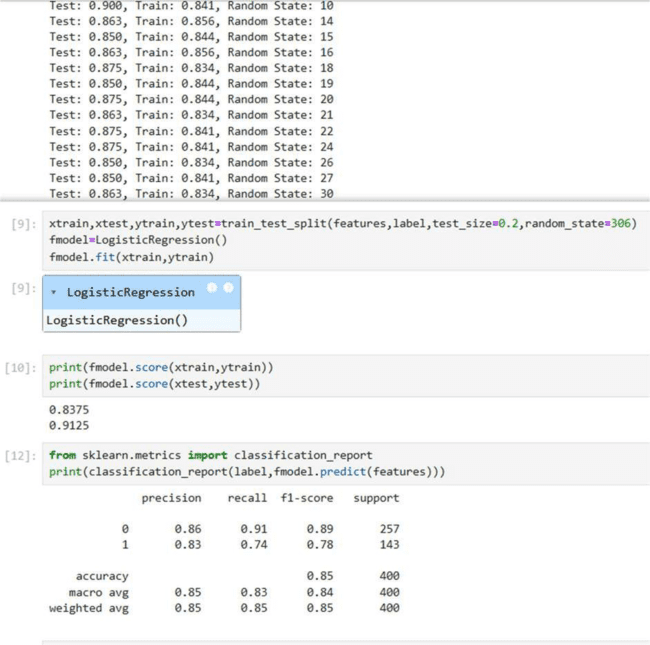 Test: 0.900, Train: 0.841, Random State: 10
Test: 0.863, Train: 0.856, Random State: 14
Test: 0.850, Train: 0.844, Random State: 15
Test: 0.863, Train: 0.856, Random State: 16
Test: 0.875, Train: 0.834, Random State: 18
Test: 0.850, Train: 0.844, Random State: 19
Test: 0.875, Train: 0.844, Random State: 20
Test: 0.863, Train: 0.834, Random State: 21
Test: 0.875, Train: 0.841, Random State: 22
Test: 0.875, Train: 0.841, Random State: 24
Test: 0.850, Train: 0.834, Random State: 26
Test: 0.850, Train: 0.841, Random State: 27
Test: 0.863, Train: 0.834, Random State: 30
[9]: xtrain,xtest,ytrain,ytest=train_test_split(features,label,test_size=0.2,random_state=306)
fmodel=LogisticRegression()
fmodel.fit(xtrain,ytrain)
[9]: ▾ LogisticRegression
LogisticRegression()
[10]: print(fmodel.score(xtrain,ytrain))
print(fmodel.score(xtest,ytest))
0.8375
0.9125
[12]: from sklearn.metrics import classification_report
print(classification_report(label,fmodel.predict(features)))
precision recall f1-score support
0 0.86 0.91 0.89 257
1 0.83 0.74 0.78 143
accuracy 0.85 400
macro avg 0.85 0.83 0.84 400
weighted avg 0.85 0.85 0.85 400